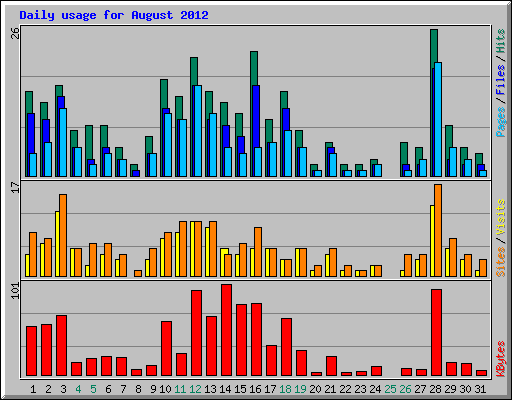 Daily usage for August 2012
26
Pages / Files / Hits
17
Sites / Visits
101
KBytes
1 2 3 4 5 6 7 8 9 10 11 12 13 14 15 16 17 18 19 20 21 22 23 24 25 26 27 28 29 30 31